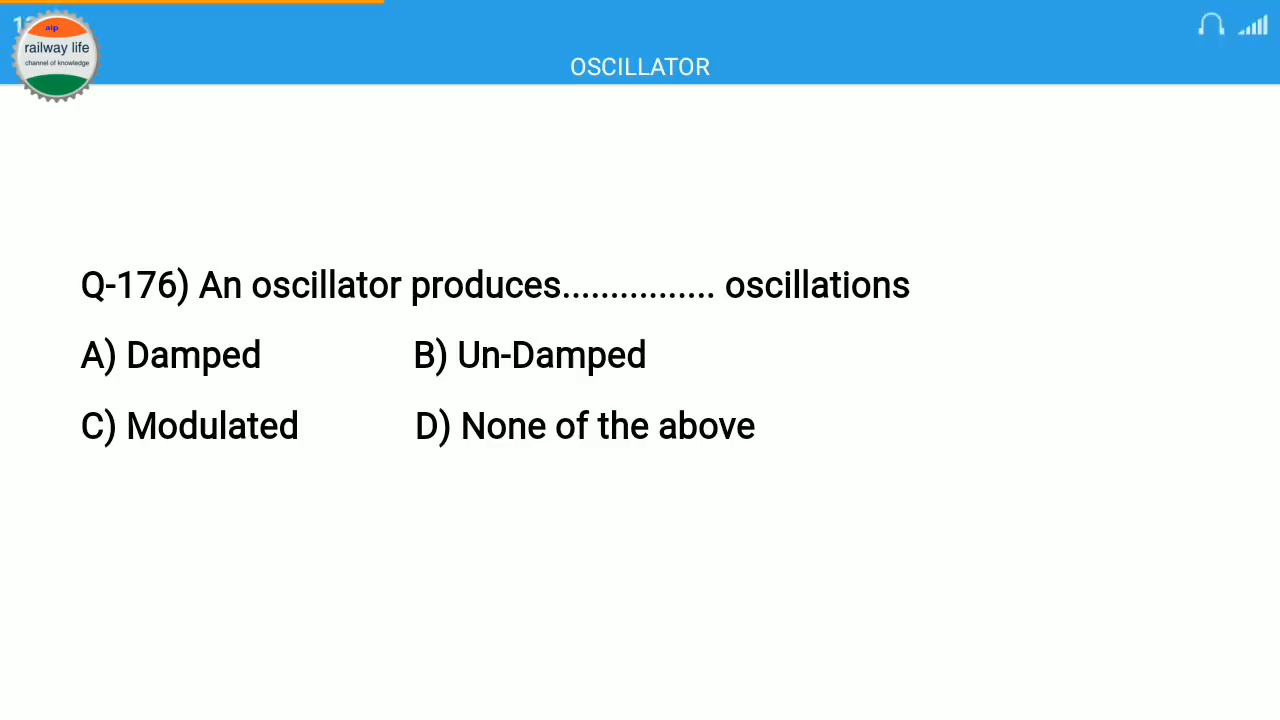 alp
railway life
channel of knowledge
OSCILLATOR
Q-176) An oscillator produces................ oscillations
A) Damped B) Un-Damped
C) Modulated D) None of the above